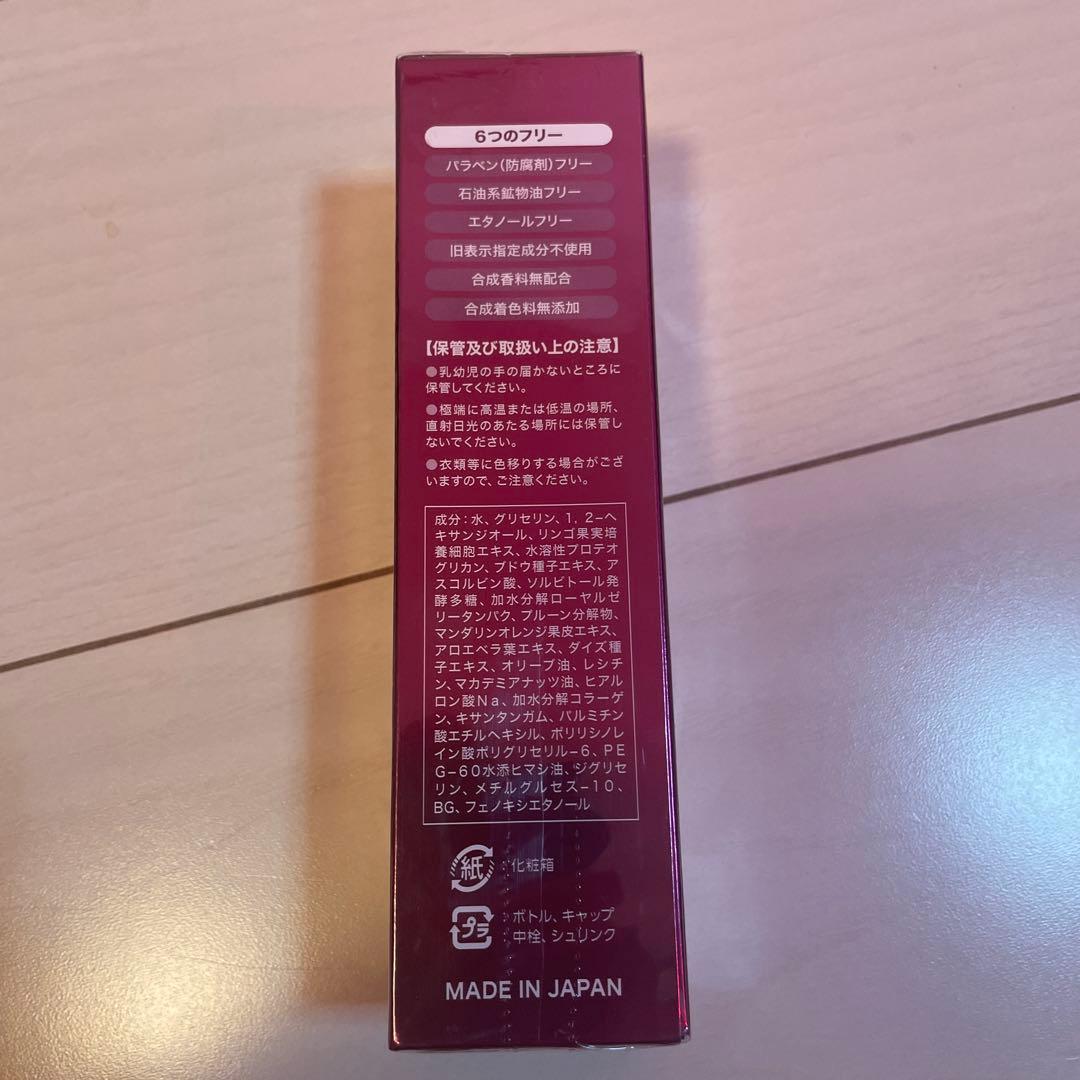 6つのフリー
パラベン(防腐剤)フリー
石油系鉱物油フリー
エタノールフリー
旧表示指定成分不使用
合成香料無配合
合成着色料無添加
【保管及び取扱い上の注意】
●乳幼児の手の届かないところに
保管してください。
●極端に高温または低温の場所、
直射日光のあたる場所には保管し
ないでください。
●衣類等に色移りする場合がござ
いますので、ご注意ください。
成分:水、グリセリン、1,2-ヘ
キサンジオール、リンゴ果実培
養細胞エキス、水溶性プロテオ
グリカン、ブドウ種子エキス、ア
スコルビン酸、ソルビトール発
酵多糖、加水分解ローヤルゼ
リータンパク、プルーン分解物、
マンダリンオレンジ果皮エキス、
アロエベラ葉エキス、ダイズ種
子エキス、オリーブ油、レシチ
ン、マカデミアナッツ油、ヒアル
ロン酸Na、加水分解コラーゲ
ン、キサンタンガム、パルミチン
酸エチルヘキシル、ポリリシノレ
イン酸ポリグリセリル-6、PE
G-60水添ヒマシ油、ジグリセ
リン、メチルグルセス-10、
BG、フェノキシエタノール
紙:化粧箱
プラ:ボトル、キャップ
:中栓、シュリンク
MADE IN JAPAN